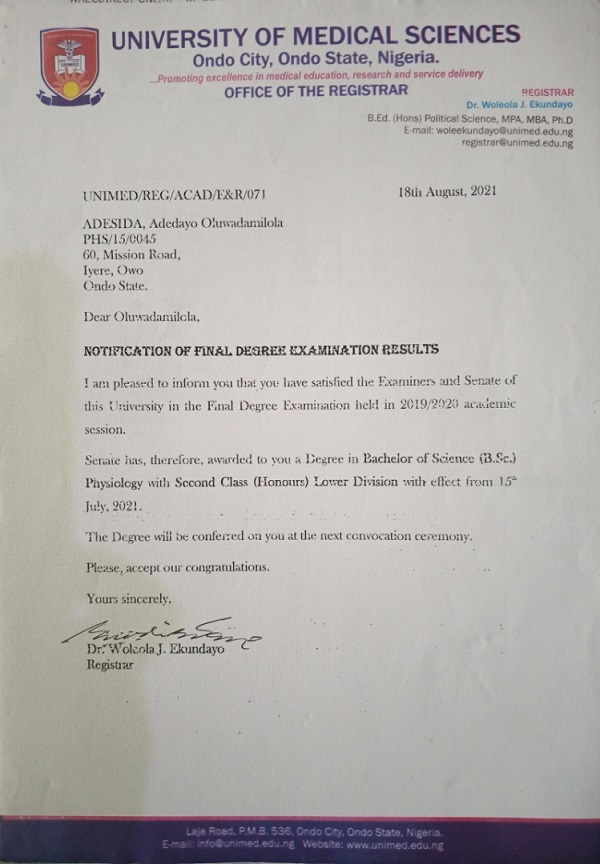 UNIVERSITY OF MEDICAL SCIENCES
Ondo City, Ondo State, Nigeria.
...Promoting excellence in medical education, research and service delivery
OFFICE OF THE REGISTRAR
REGISTRAR
Dr. Woleola J. Ekundayo
B.Ed. (Hons) Political Science, MPA, MBA, Ph.D
E-mail: woleekundayo@unimed.edu.ng
registrar@unimed.edu.ng
UNIMED/REG/ACAD/E&R/071
18th August, 2021
ADESIDA, Adedayo Oluwadamilola
PHS/15/0045
60, Mission Road,
Iyere, Owo
Ondo State.
Dear Oluwadamilola,
NOTIFICATION OF FINAL DEGREE EXAMINATION RESULTS
I am pleased to inform you that you have satisfied the Examiners and Senate of
this University in the Final Degree Examination held in 2019/2020 academic
session.
Senate has, therefore, awarded to you a Degree in Bachelor of Science (B.Sc.)
Physiology with Second Class (Honours) Lower Division with effect from 15th
July, 2021.
The Degree will be conferred on you at the next convocation ceremony.
Please, accept our congratulations.
Yours sincerely,
Dr. Woleola J. Ekundayo
Registrar
Laje Road, P.M.B. 536, Ondo City, Ondo State, Nigeria.
E-mail: info@unimed.edu.ng Website: www.unimed.edu.ng